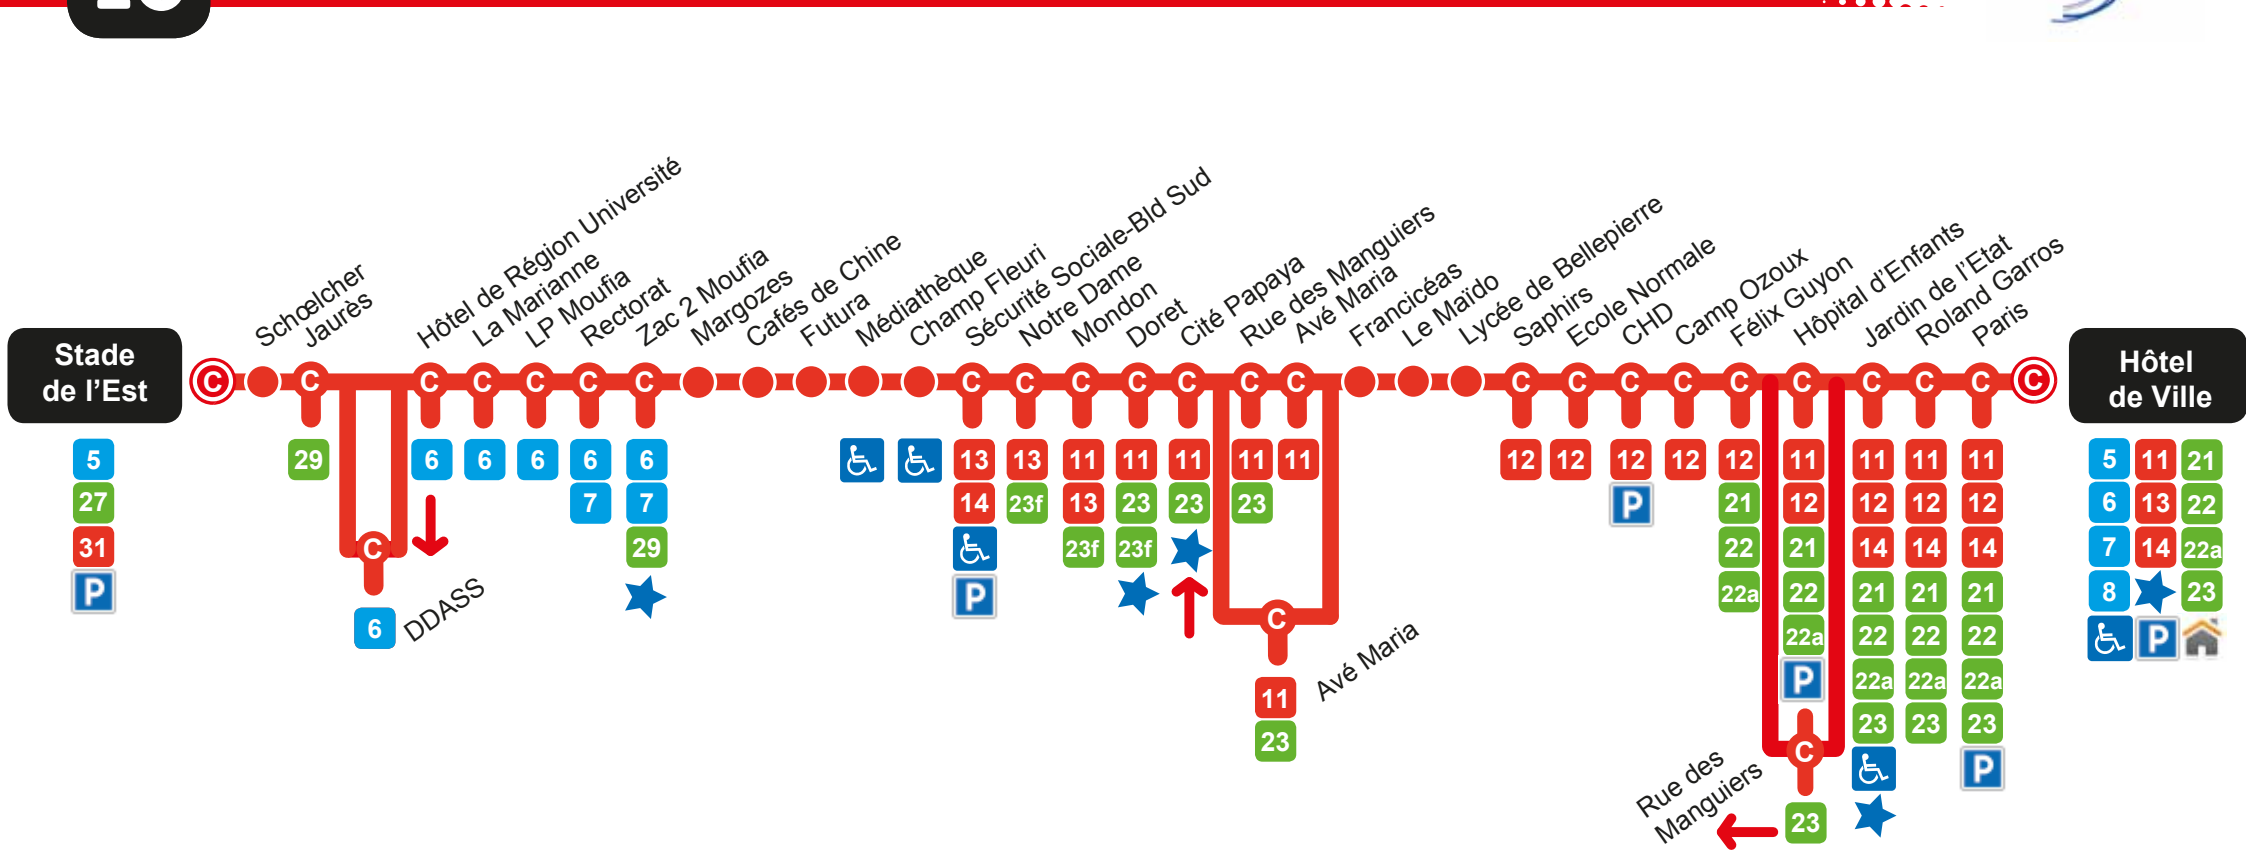 Schœlcher
Jaurès
Hôtel de Région Université
La Marianne
LP Moufia
Rectorat
Zac 2 Moufia
Margozes
Cafés de Chine
Futura
Médiathèque
Champ Fleuri
Sécurité Sociale-Bld Sud
Notre Dame
Mondon
Doret
Cité Papaya
Rue des Manguiers
Avé Maria
Francicéas
Le Maïdo
Lycée de Bellepierre
Saphirs
Ecole Normale
CHD
Camp Ozoux
Félix Guyon
Hôpital d'Enfants
Jardin de l'Etat
Roland Garros
Paris
Stade
de l'Est
C C C C C C C C C C C C C C C C C C C C C C C C C
Hôtel
de Ville
5 29 6 6 6 6 6 13 13 11 11 11 11 11 12 12 12 12 12 11 11 11 11 5 11 21
27 7 7 14 23f 13 23 23 23 P 21 12 12 12 12 6 13 22
31 C 29 23f 23f 22 21 14 14 14 7 14 22a
P P 22a 22 21 21 21 8 23
6 DDASS C 22a 22 22 22 P
11 Avé Maria P 22a 22a 22a
23 23 23 23
C P
Rue des
Manguiers
23